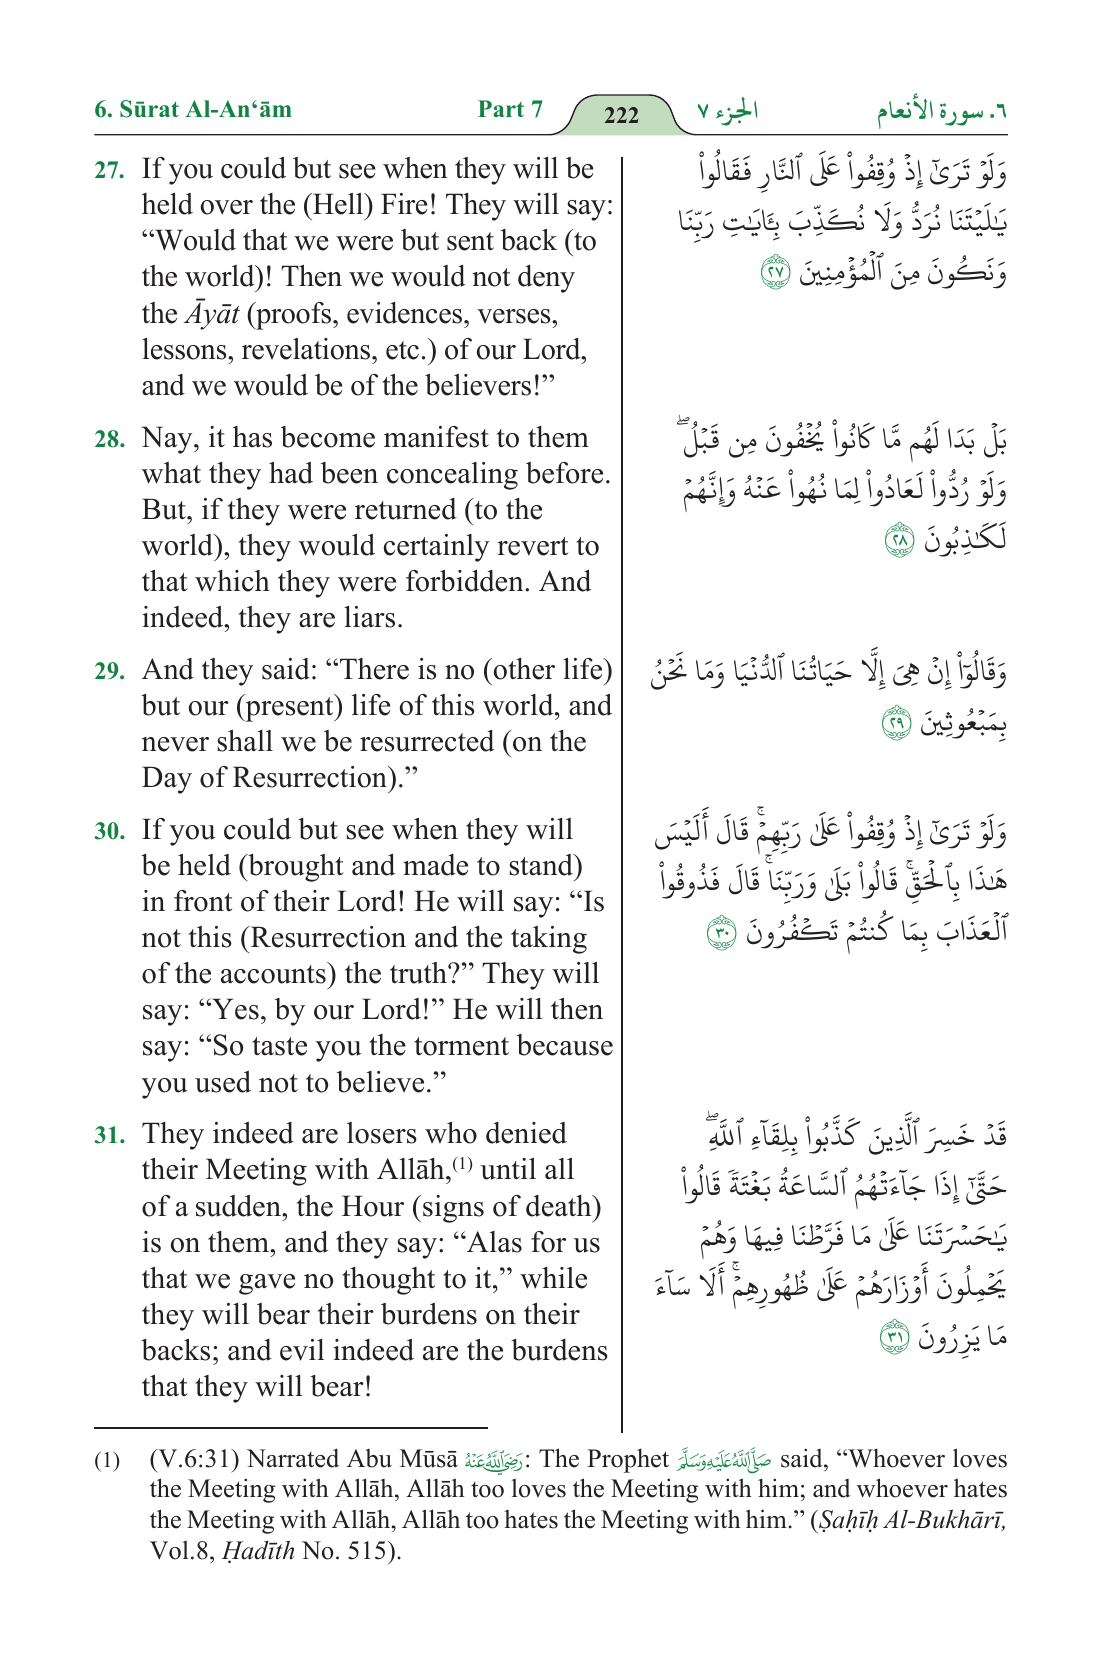 6. Sūrat Al-An‘ām Part 7 222 الجزء ٧ ٦. سورة الأنعام
27. If you could but see when they will be
held over the (Hell) Fire! They will say:
“Would that we were but sent back (to
the world)! Then we would not deny
the Āyāt (proofs, evidences, verses,
lessons, revelations, etc.) of our Lord,
and we would be of the believers!”
وَلَوْ تَرَىٰٓ إِذْ وُقِفُوا۟ عَلَى ٱلنَّارِ فَقَالُوا۟
يَـٰلَيْتَنَا نُرَدُّ وَلَا نُكَذِّبَ بِـَٔايَـٰتِ رَبِّنَا
وَنَكُونَ مِنَ ٱلْمُؤْمِنِينَ ٢٧
28. Nay, it has become manifest to them
what they had been concealing before.
But, if they were returned (to the
world), they would certainly revert to
that which they were forbidden. And
indeed, they are liars.
بَلْ بَدَا لَهُم مَّا كَانُوا۟ يُخْفُونَ مِن قَبْلُ ۖ
وَلَوْ رُدُّوا۟ لَعَادُوا۟ لِمَا نُهُوا۟ عَنْهُ وَإِنَّهُمْ
لَكَـٰذِبُونَ ٢٨
29. And they said: “There is no (other life)
but our (present) life of this world, and
never shall we be resurrected (on the
Day of Resurrection).”
وَقَالُوٓا۟ إِنْ هِىَ إِلَّا حَيَاتُنَا ٱلدُّنْيَا وَمَا نَحْنُ
بِمَبْعُوثِينَ ٢٩
30. If you could but see when they will
be held (brought and made to stand)
in front of their Lord! He will say: “Is
not this (Resurrection and the taking
of the accounts) the truth?” They will
say: “Yes, by our Lord!” He will then
say: “So taste you the torment because
you used not to believe.”
وَلَوْ تَرَىٰٓ إِذْ وُقِفُوا۟ عَلَىٰ رَبِّهِمْ ۚ قَالَ أَلَيْسَ
هَـٰذَا بِٱلْحَقِّ ۚ قَالُوا۟ بَلَىٰ وَرَبِّنَا ۚ قَالَ فَذُوقُوا۟
ٱلْعَذَابَ بِمَا كُنتُمْ تَكْفُرُونَ ٣٠
31. They indeed are losers who denied
their Meeting with Allāh,(1) until all
of a sudden, the Hour (signs of death)
is on them, and they say: “Alas for us
that we gave no thought to it,” while
they will bear their burdens on their
backs; and evil indeed are the burdens
that they will bear!
قَدْ خَسِرَ ٱلَّذِينَ كَذَّبُوا۟ بِلِقَآءِ ٱللَّهِ ۖ
حَتَّىٰٓ إِذَا جَآءَتْهُمُ ٱلسَّاعَةُ بَغْتَةً قَالُوا۟
يَـٰحَسْرَتَنَا عَلَىٰ مَا فَرَّطْنَا فِيهَا وَهُمْ
يَحْمِلُونَ أَوْزَارَهُمْ عَلَىٰ ظُهُورِهِمْ ۚ أَلَا سَآءَ
مَا يَزِرُونَ ٣١
(1) (V.6:31) Narrated Abu Mūsā رَضِيَ اللَّهُ عَنْهُ: The Prophet صَلَّى اللَّهُ عَلَيْهِ وَسَلَّمَ said, “Whoever loves
the Meeting with Allāh, Allāh too loves the Meeting with him; and whoever hates
the Meeting with Allāh, Allāh too hates the Meeting with him.” (Ṣaḥīḥ Al-Bukhārī,
Vol.8, Ḥadīth No. 515).